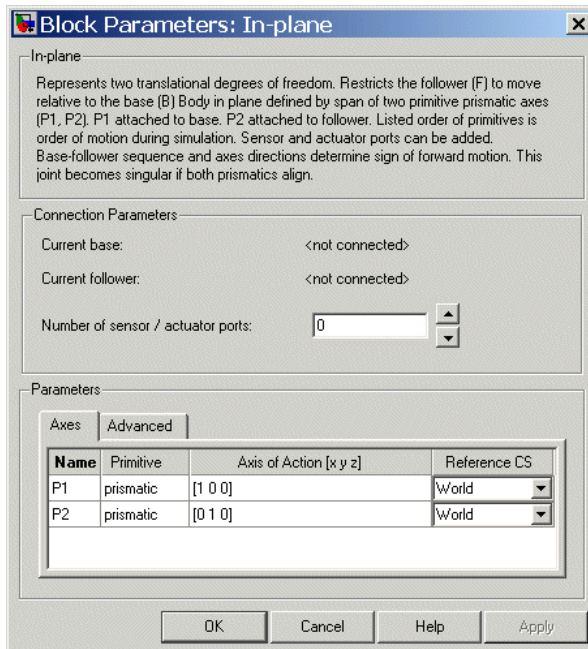 Block Parameters: In-plane
In-plane
Represents two translational degrees of freedom. Restricts the follower (F) to move
relative to the base (B) Body in plane defined by span of two primitive prismatic axes
(P1, P2). P1 attached to base. P2 attached to follower. Listed order of primitives is
order of motion during simulation. Sensor and actuator ports can be added.
Base-follower sequence and axes directions determine sign of forward motion. This
joint becomes singular if both prismatics align.
Connection Parameters
Current base: <not connected>
Current follower: <not connected>
Number of sensor / actuator ports: 0
Parameters
Axes Advanced
Name Primitive Axis of Action [x y z] Reference CS
P1 prismatic [1 0 0] World
P2 prismatic [0 1 0] World
OK Cancel Help Apply